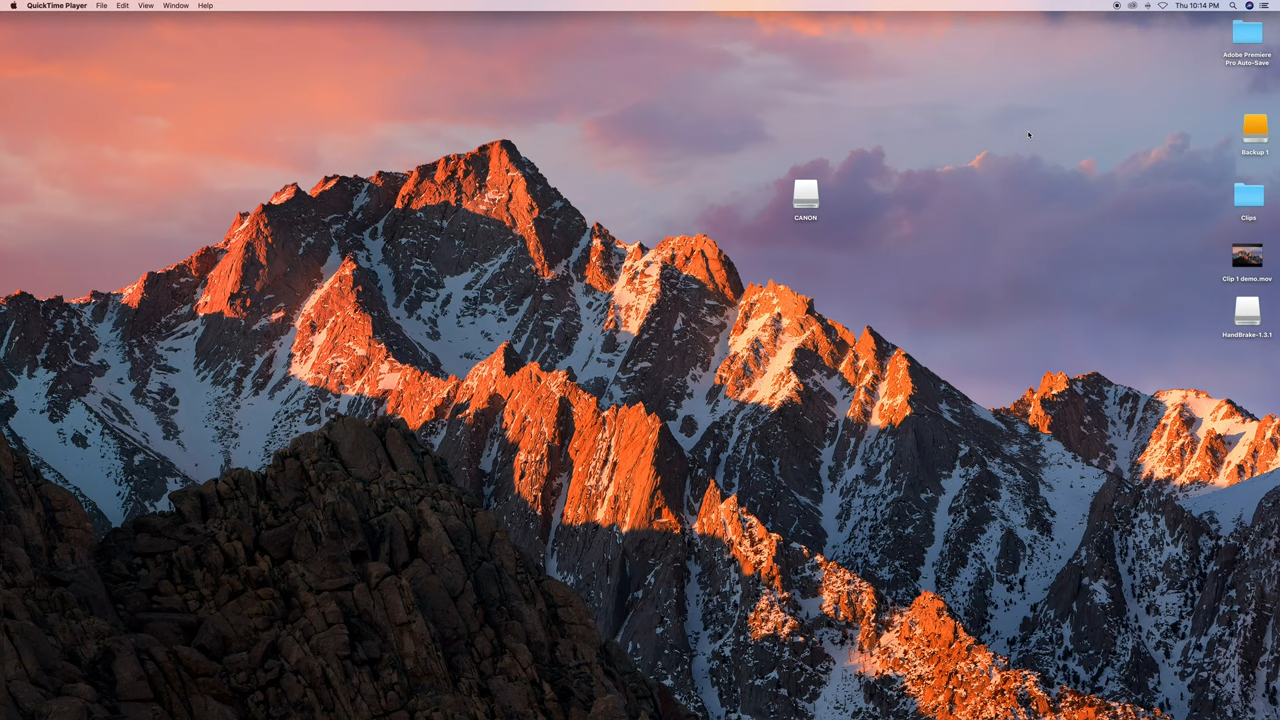 QuickTime Player File Edit View Window Help Thu 10:14 PM
Adobe Premiere
Pro Auto-Save
Backup 1
CANON
Clips
Clip 1 demo.mov
HandBrake-1.3.1